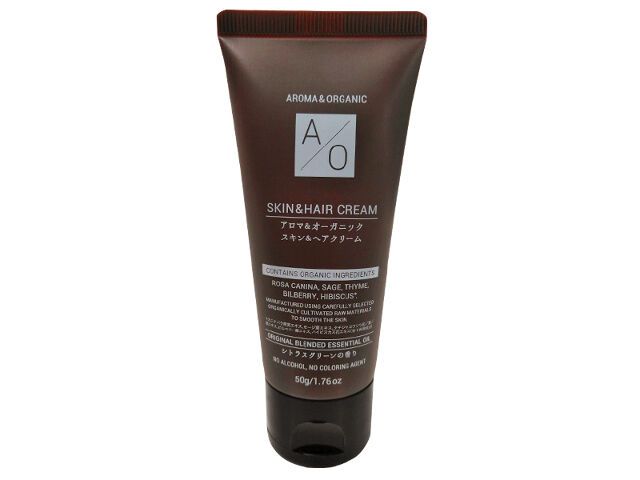 AROMA&ORGANIC
A/O
SKIN&HAIR CREAM
アロマ&オーガニック
スキン&ヘアクリーム
CONTAINS ORGANIC INGREDIENTS
ROSA CANINA, SAGE, THYME,
BILBERRY, HIBISCUS*
MANUFACTURED USING CAREFULLY SELECTED
ORGANICALLY CULTIVATED RAW MATERIALS
TO SMOOTH THE SKIN.
ORIGINAL BLENDED ESSENTIAL OIL
シトラスグリーンの香り
NO ALCOHOL, NO COLORING AGENT
50g/1.76oz